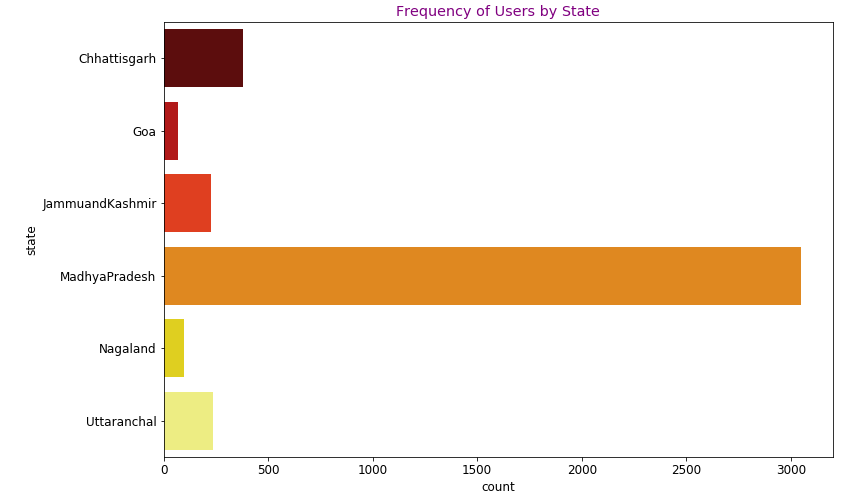 Frequency of Users by State
Chhattisgarh
Goa
JammuandKashmir
state
MadhyaPradesh
Nagaland
Uttaranchal
0 500 1000 1500 2000 2500 3000
count